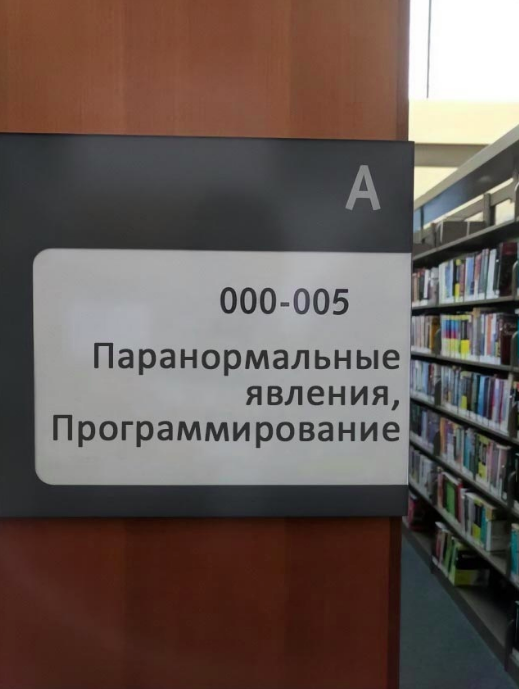 А
000-005
Паранормальные
явления,
Программирование